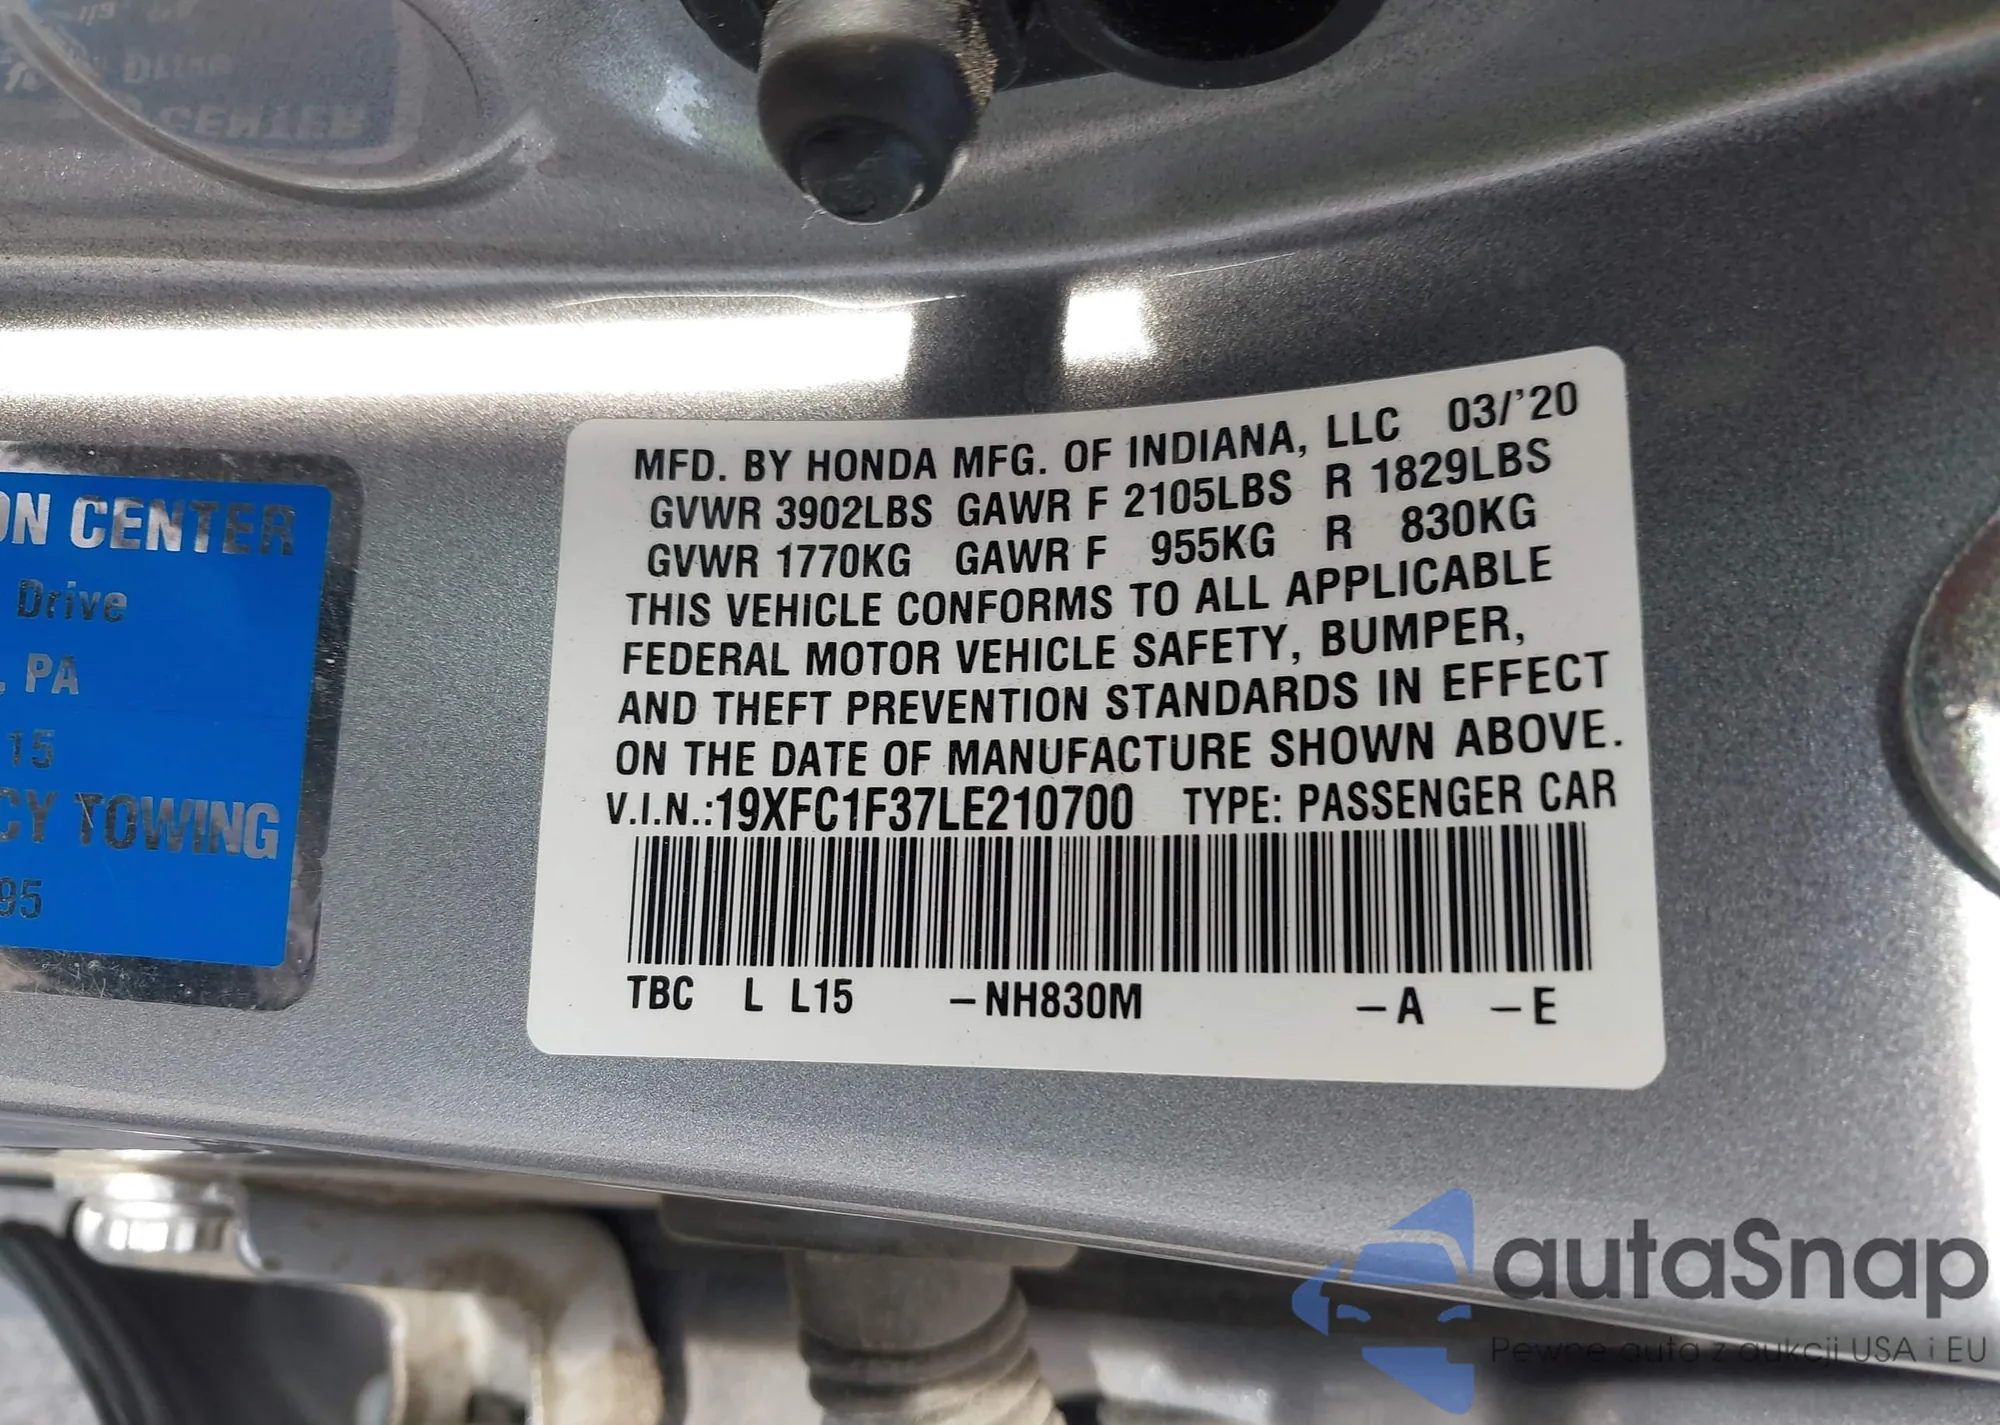 CENTER
Drive
ON CENTER
Drive
, PA
15
CY TOWING
95
MFD. BY HONDA MFG. OF INDIANA, LLC 03/'20
GVWR 3902LBS GAWR F 2105LBS R 1829LBS
GVWR 1770KG GAWR F 955KG R 830KG
THIS VEHICLE CONFORMS TO ALL APPLICABLE
FEDERAL MOTOR VEHICLE SAFETY, BUMPER,
AND THEFT PREVENTION STANDARDS IN EFFECT
ON THE DATE OF MANUFACTURE SHOWN ABOVE.
V.I.N.:19XFC1F37LE210700 TYPE: PASSENGER CAR
TBC L L15 –NH830M –A –E
autaSnap
Pewne auta z aukcji USA i EU